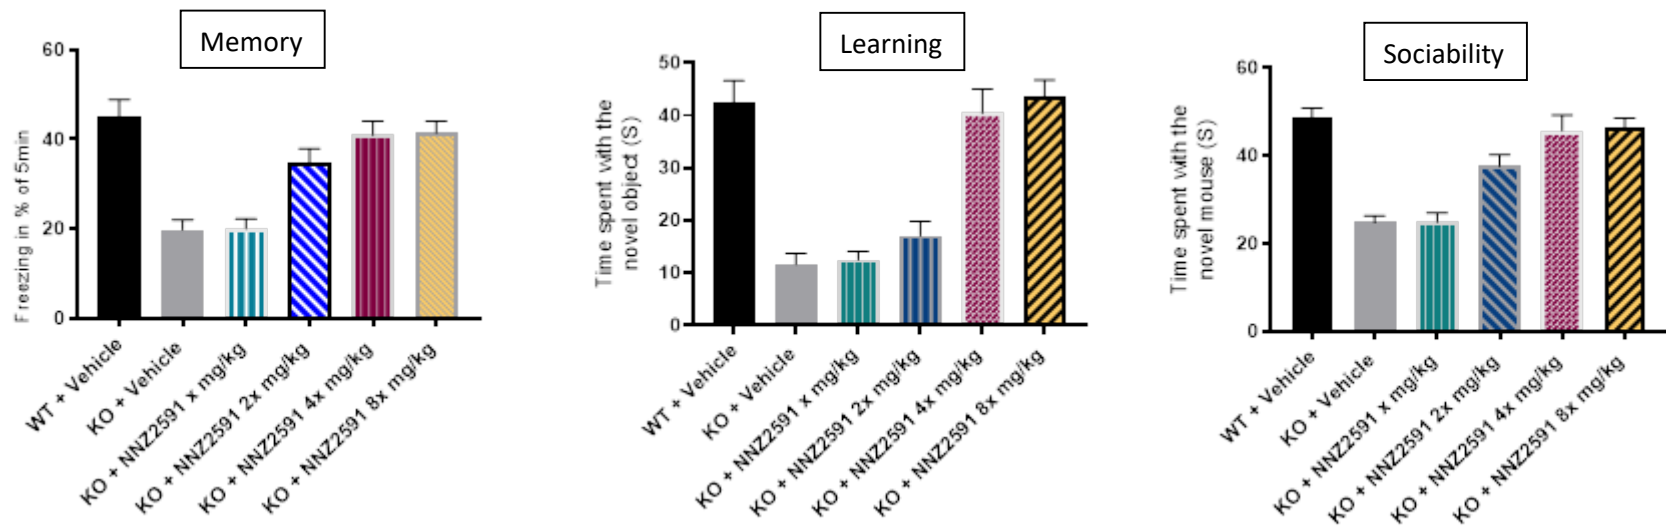 Memory
Freezing in % of 5min
60
40
20
0
WT + Vehicle
KO + Vehicle
KO + NNZ2591 x mg/kg
KO + NNZ2591 2x mg/kg
KO + NNZ2591 4x mg/kg
KO + NNZ2591 8x mg/kg
Learning
Time spent with the
novel object (S)
50
40
30
20
10
0
WT + Vehicle
KO + Vehicle
KO + NNZ2591 x mg/kg
KO + NNZ2591 2x mg/kg
KO + NNZ2591 4x mg/kg
KO + NNZ2591 8x mg/kg
Sociability
Time spent with the
novel mouse (S)
60
40
20
0
WT + Vehicle
KO + Vehicle
KO + NNZ2591 x mg/kg
KO + NNZ2591 2x mg/kg
KO + NNZ2591 4x mg/kg
KO + NNZ2591 8x mg/kg